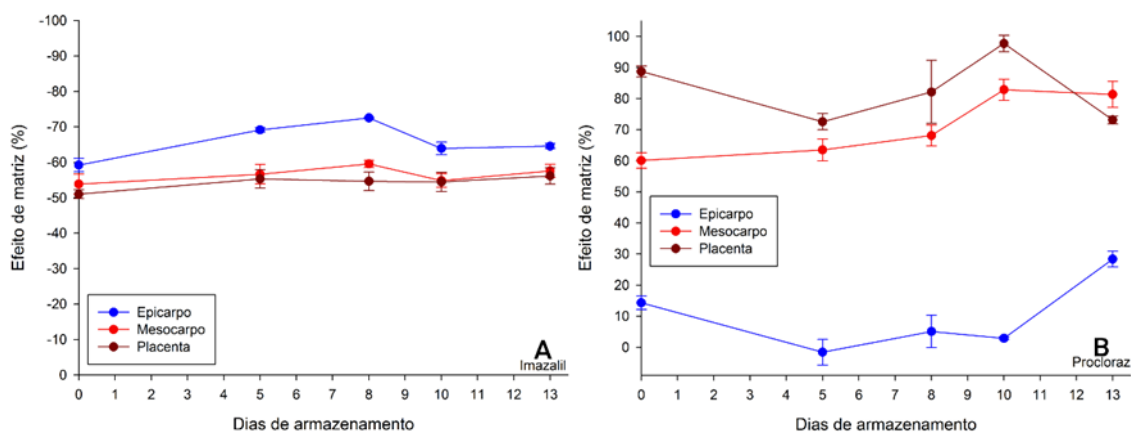 -100
-90
-80
-70
-60
-50
-40
-30
-20
-10
0
Efeito de matriz (%)
Epicarpo
Mesocarpo
Placenta
A
Imazalil
0 1 2 3 4 5 6 7 8 9 10 11 12 13
Dias de armazenamento
100
90
80
70
60
50
40
30
20
10
0
Efeito de matriz (%)
Epicarpo
Mesocarpo
Placenta
B
Procloraz
0 1 2 3 4 5 6 7 8 9 10 11 12 13
Dias de armazenamento